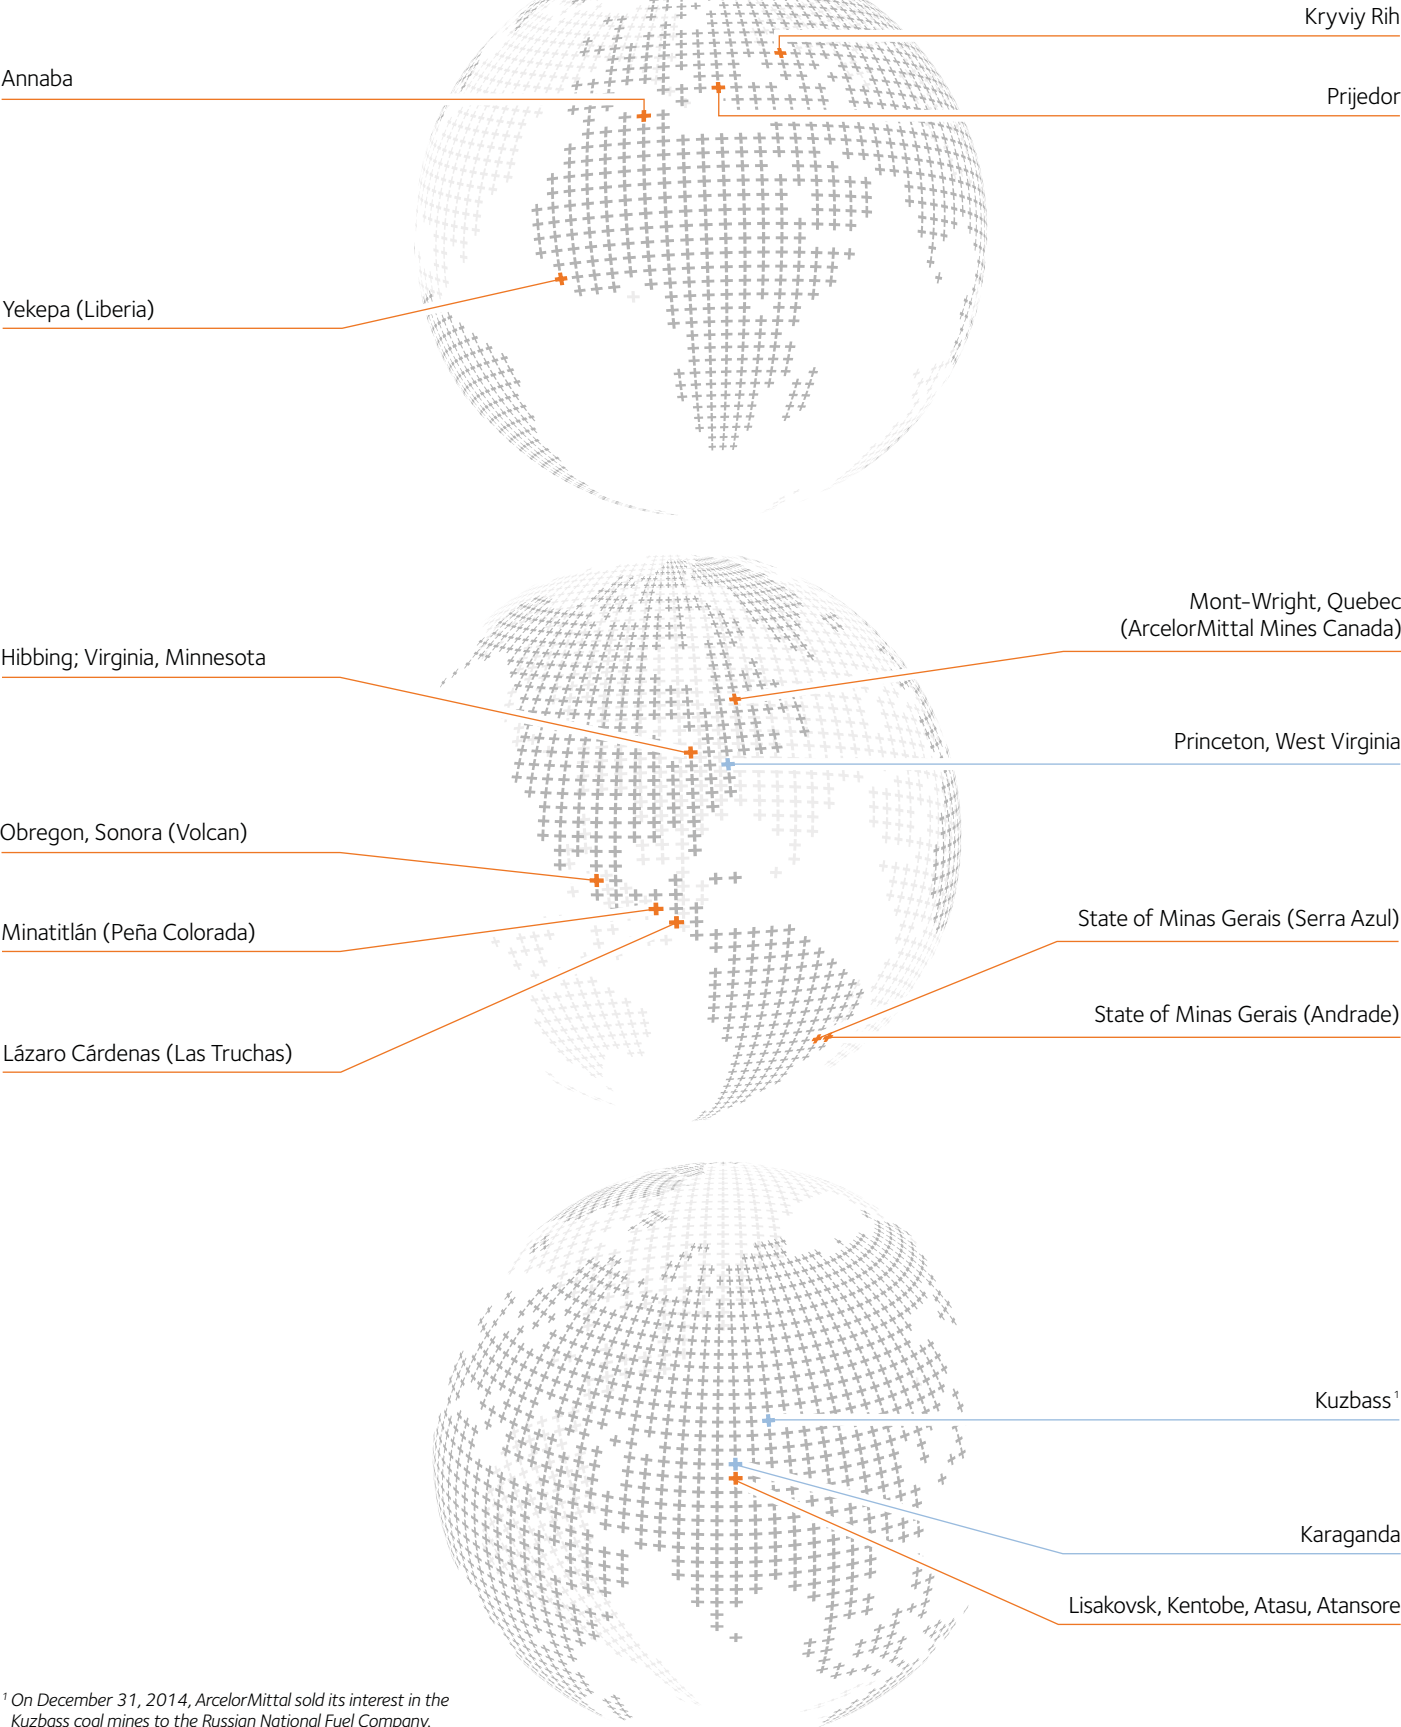 Kryviy Rih
Annaba
Prijedor
Yekepa (Liberia)
Mont-Wright, Quebec
(ArcelorMittal Mines Canada)
Hibbing; Virginia, Minnesota
Princeton, West Virginia
Obregon, Sonora (Volcan)
State of Minas Gerais (Serra Azul)
Minatitlán (Peña Colorada)
State of Minas Gerais (Andrade)
Lázaro Cárdenas (Las Truchas)
Kuzbass¹
Karaganda
Lisakovsk, Kentobe, Atasu, Atansore
¹ On December 31, 2014, ArcelorMittal sold its interest in the
Kuzbass coal mines to the Russian National Fuel Company.